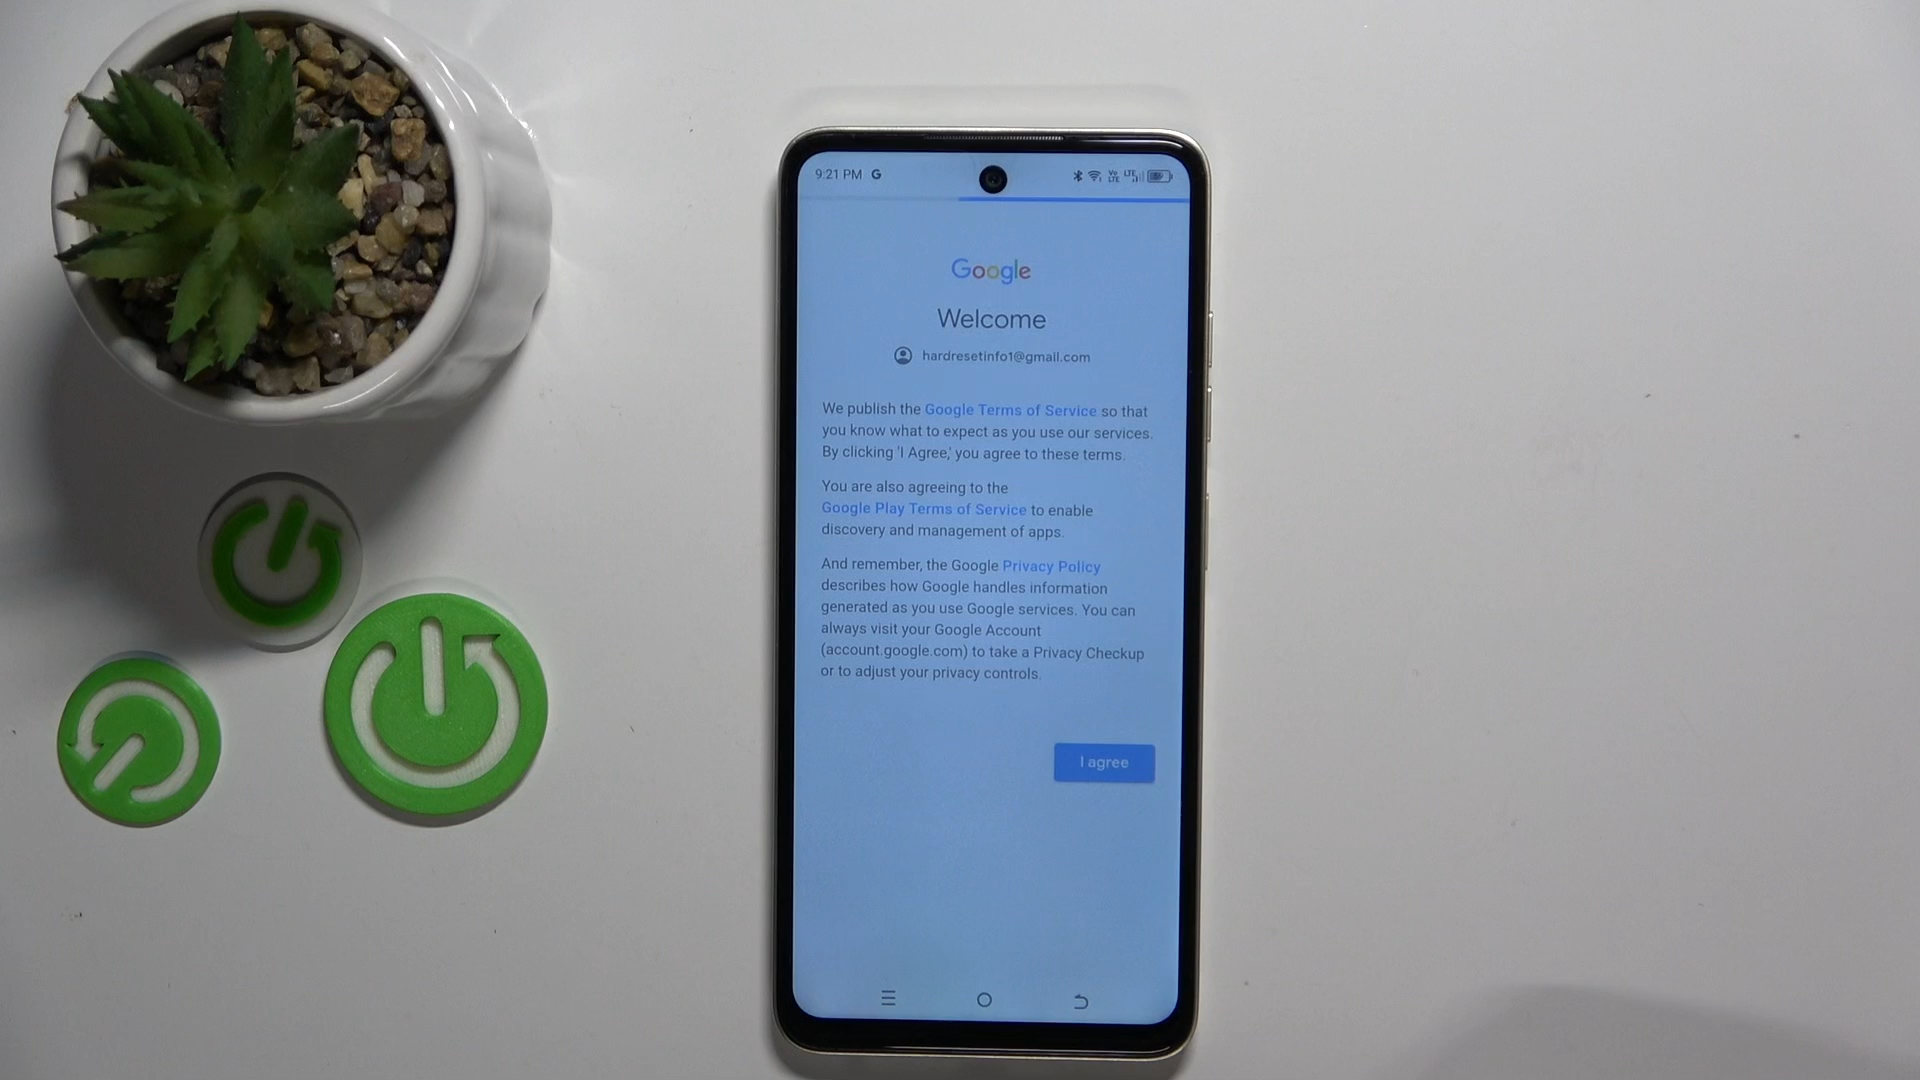 9:21 PM G
Vo LTE LTE
Google
Welcome
hardresetinfo1@gmail.com
We publish the Google Terms of Service so that
you know what to expect as you use our services.
By clicking 'I Agree,' you agree to these terms.
You are also agreeing to the
Google Play Terms of Service to enable
discovery and management of apps.
And remember, the Google Privacy Policy
describes how Google handles information
generated as you use Google services. You can
always visit your Google Account
(account.google.com) to take a Privacy Checkup
or to adjust your privacy controls.
I agree